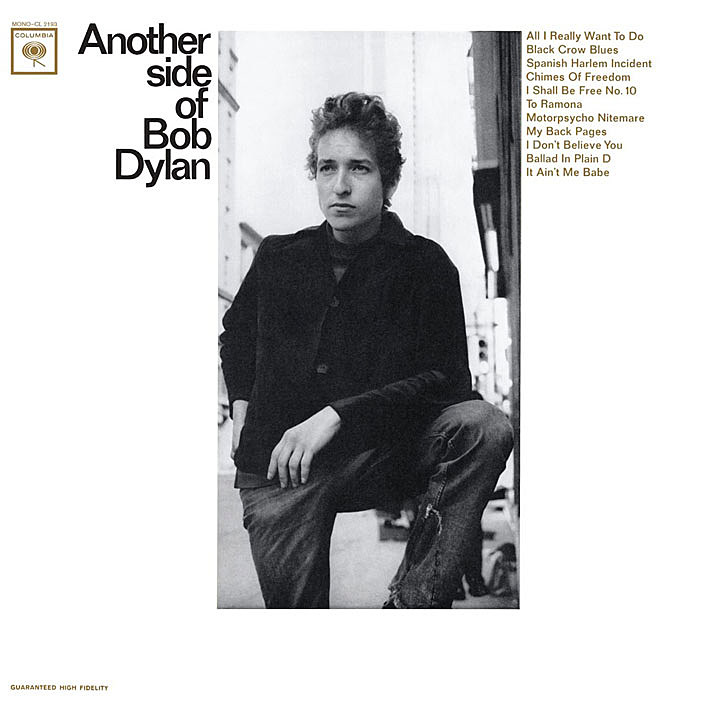 MONO-CL 2193
COLUMBIA
Another
side
of
Bob
Dylan
All I Really Want To Do
Black Crow Blues
Spanish Harlem Incident
Chimes Of Freedom
I Shall Be Free No. 10
To Ramona
Motorpsycho Nitemare
My Back Pages
I Don't Believe You
Ballad In Plain D
It Ain't Me Babe
GUARANTEED HIGH FIDELITY